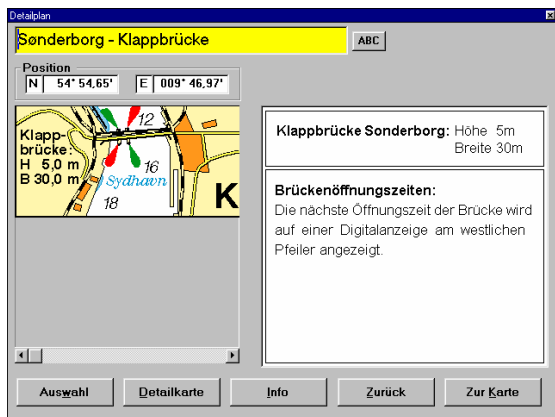 Detailplan
Sønderborg - Klappbrücke
ABC
Position
N 54° 54,65' E 009° 46,97'
Klapp-
brücke:
H 5,0 m
B 30,0 m
12
16
Sydhavn
18
K
Klappbrücke Sonderborg: Höhe 5m
Breite 30m
Brückenöffnungszeiten:
Die nächste Öffnungszeit der Brücke wird
auf einer Digitalanzeige am westlichen
Pfeiler angezeigt.
Auswahl Detailkarte Info Zurück Zur Karte